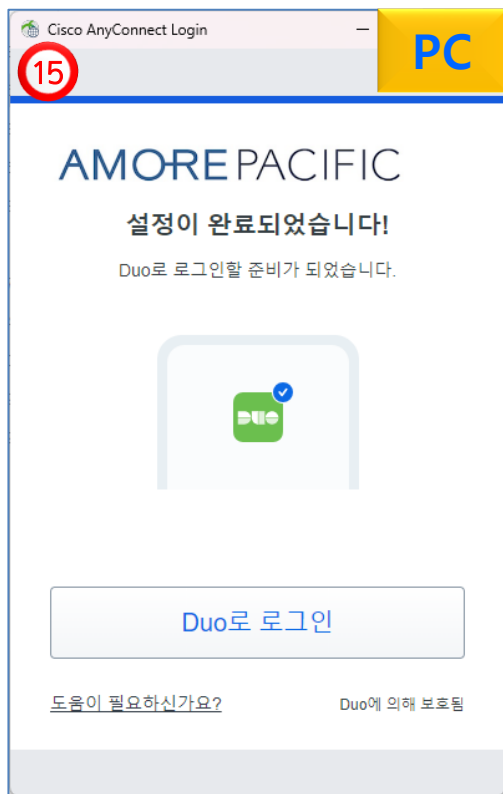 Cisco AnyConnect Login
PC
15
AMOREPACIFIC
설정이 완료되었습니다!
Duo로 로그인할 준비가 되었습니다.
DUO
Duo로 로그인
도움이 필요하신가요?
Duo에 의해 보호됨